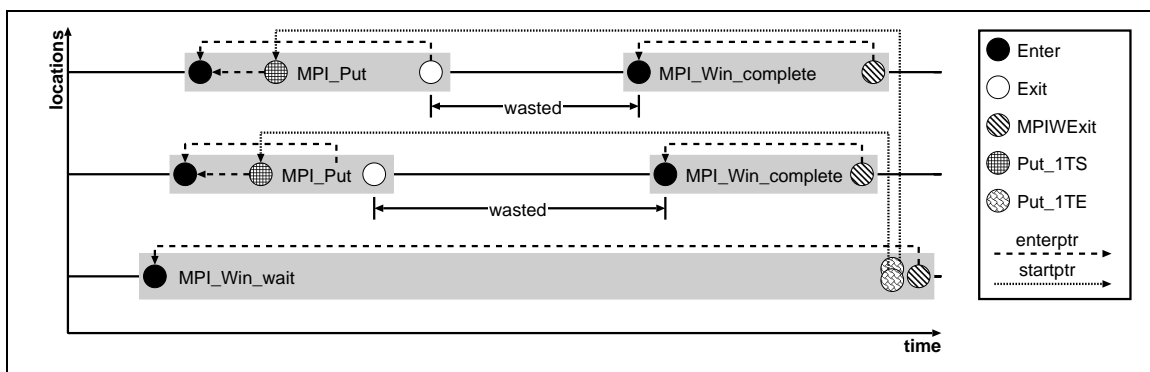 locations
MPI_Put
MPI_Win_complete
wasted
MPI_Put
MPI_Win_complete
wasted
MPI_Win_wait
time
Enter
Exit
MPIWExit
Put_1TS
Put_1TE
enterptr
startptr